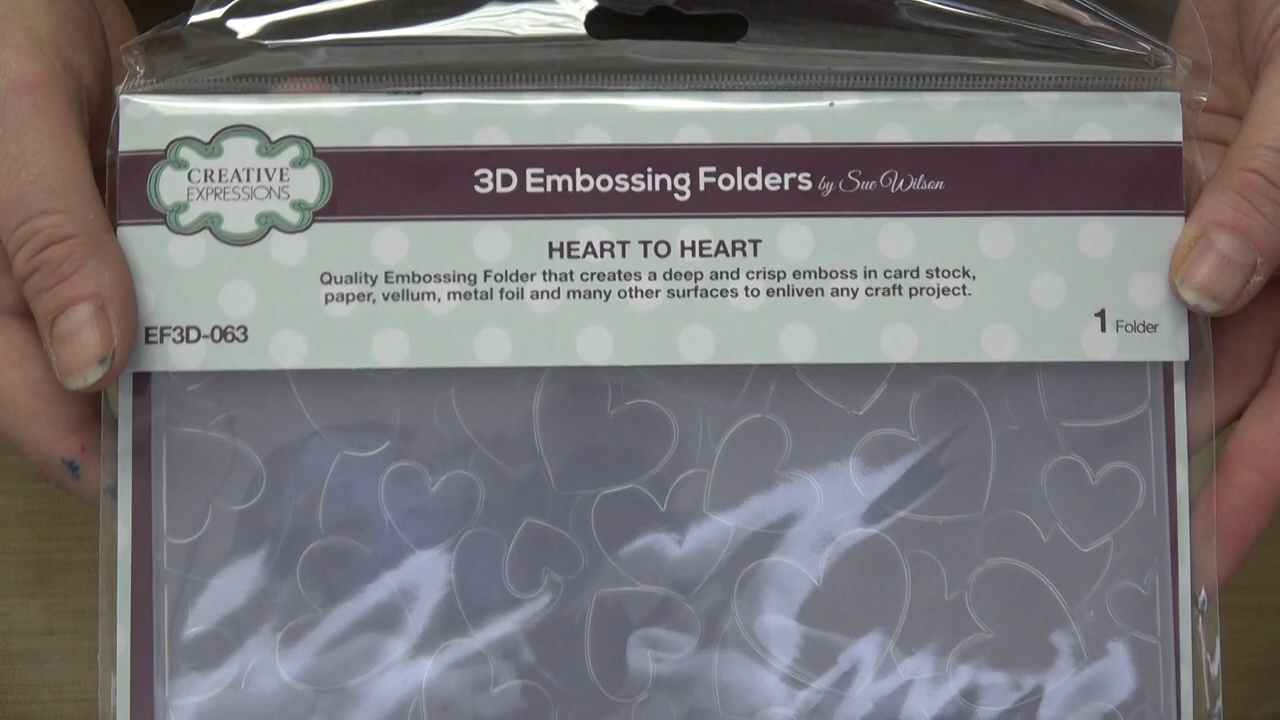 CREATIVE
EXPRESSIONS
3D Embossing Folders by Sue Wilson
HEART TO HEART
Quality Embossing Folder that creates a deep and crisp emboss in card stock,
paper, vellum, metal foil and many other surfaces to enliven any craft project.
EF3D-063
1 Folder